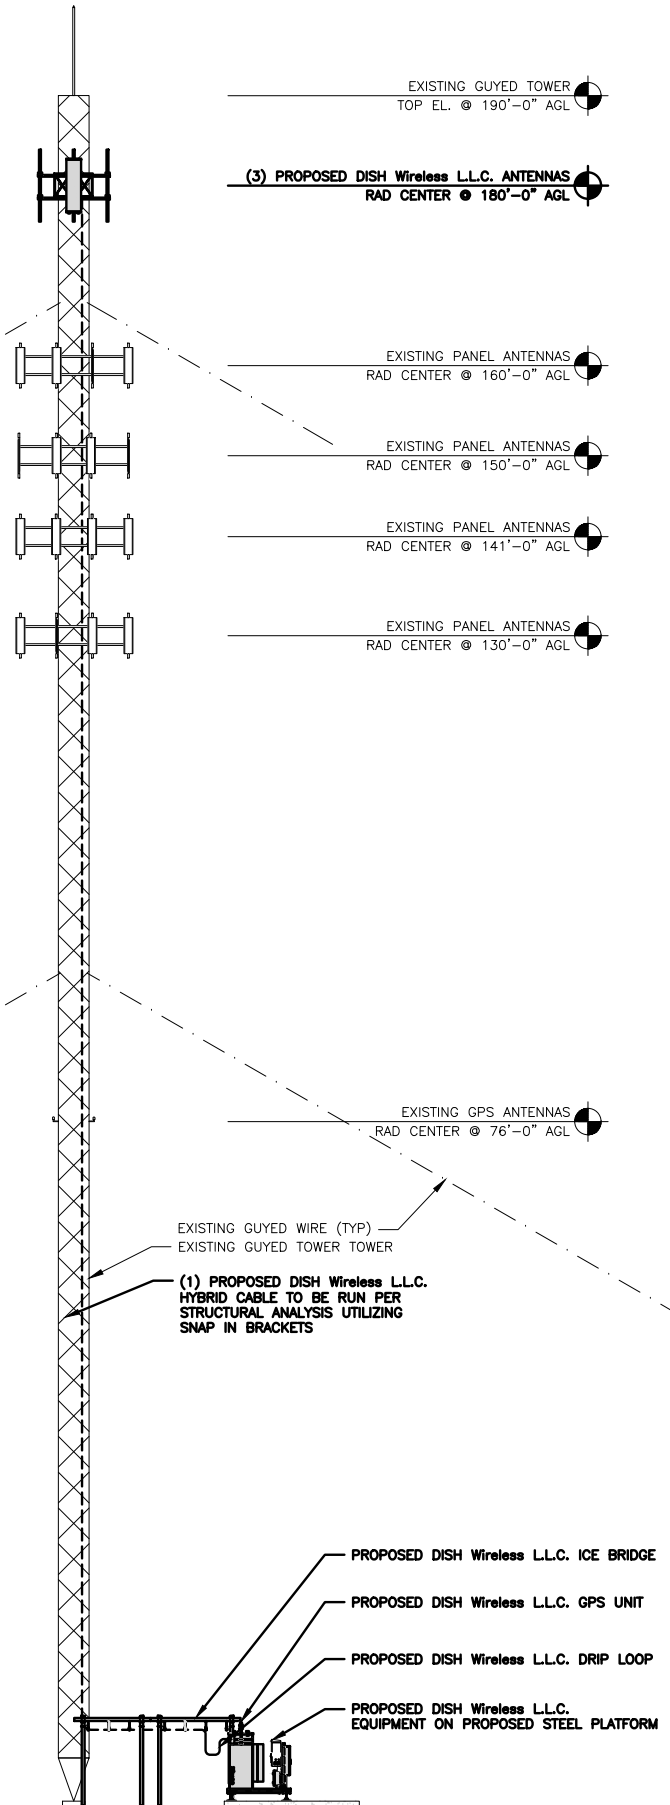 EXISTING GUYED TOWER
TOP EL. @ 190'-0" AGL
(3) PROPOSED DISH Wireless L.L.C. ANTENNAS
RAD CENTER @ 180'-0" AGL
EXISTING PANEL ANTENNAS
RAD CENTER @ 160'-0" AGL
EXISTING PANEL ANTENNAS
RAD CENTER @ 150'-0" AGL
EXISTING PANEL ANTENNAS
RAD CENTER @ 141'-0" AGL
EXISTING PANEL ANTENNAS
RAD CENTER @ 130'-0" AGL
EXISTING GPS ANTENNAS
RAD CENTER @ 76'-0" AGL
EXISTING GUYED WIRE (TYP)
EXISTING GUYED TOWER TOWER
(1) PROPOSED DISH Wireless L.L.C.
HYBRID CABLE TO BE RUN PER
STRUCTURAL ANALYSIS UTILIZING
SNAP IN BRACKETS
PROPOSED DISH Wireless L.L.C. ICE BRIDGE
PROPOSED DISH Wireless L.L.C. GPS UNIT
PROPOSED DISH Wireless L.L.C. DRIP LOOP
PROPOSED DISH Wireless L.L.C.
EQUIPMENT ON PROPOSED STEEL PLATFORM